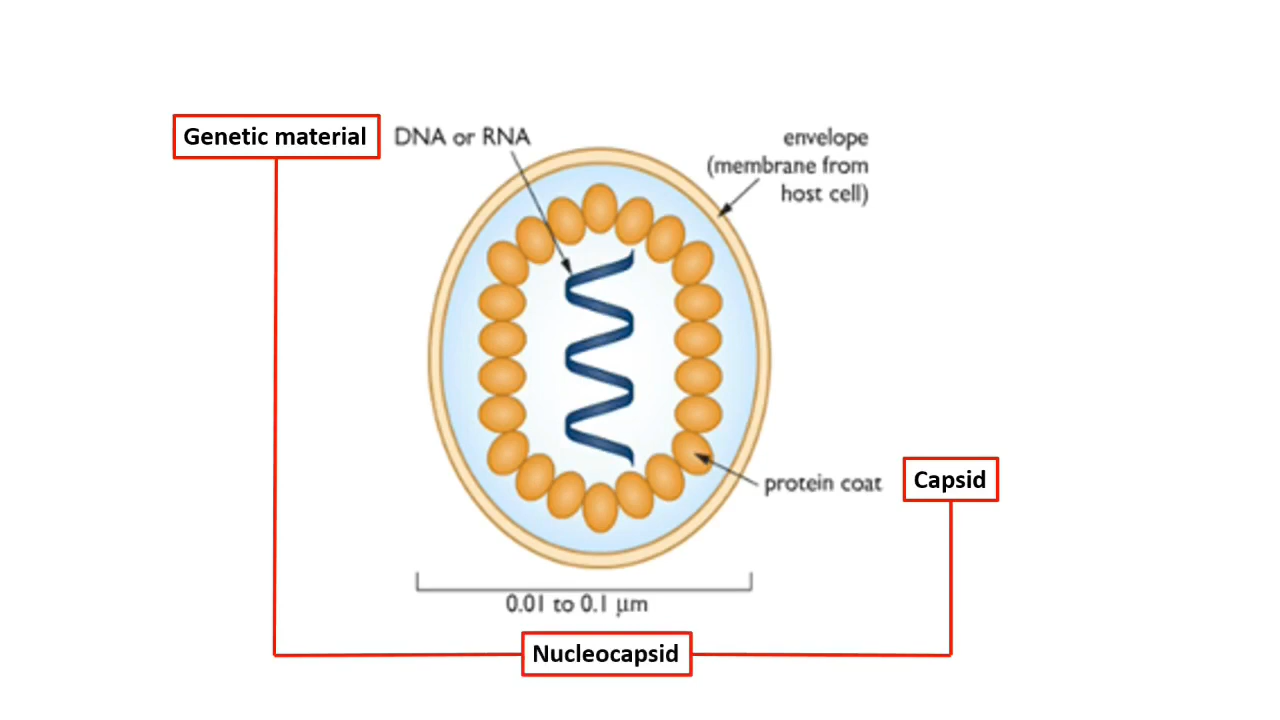 Genetic material
DNA or RNA
envelope
(membrane from
host cell)
protein coat
Capsid
0.01 to 0.1 μm
Nucleocapsid